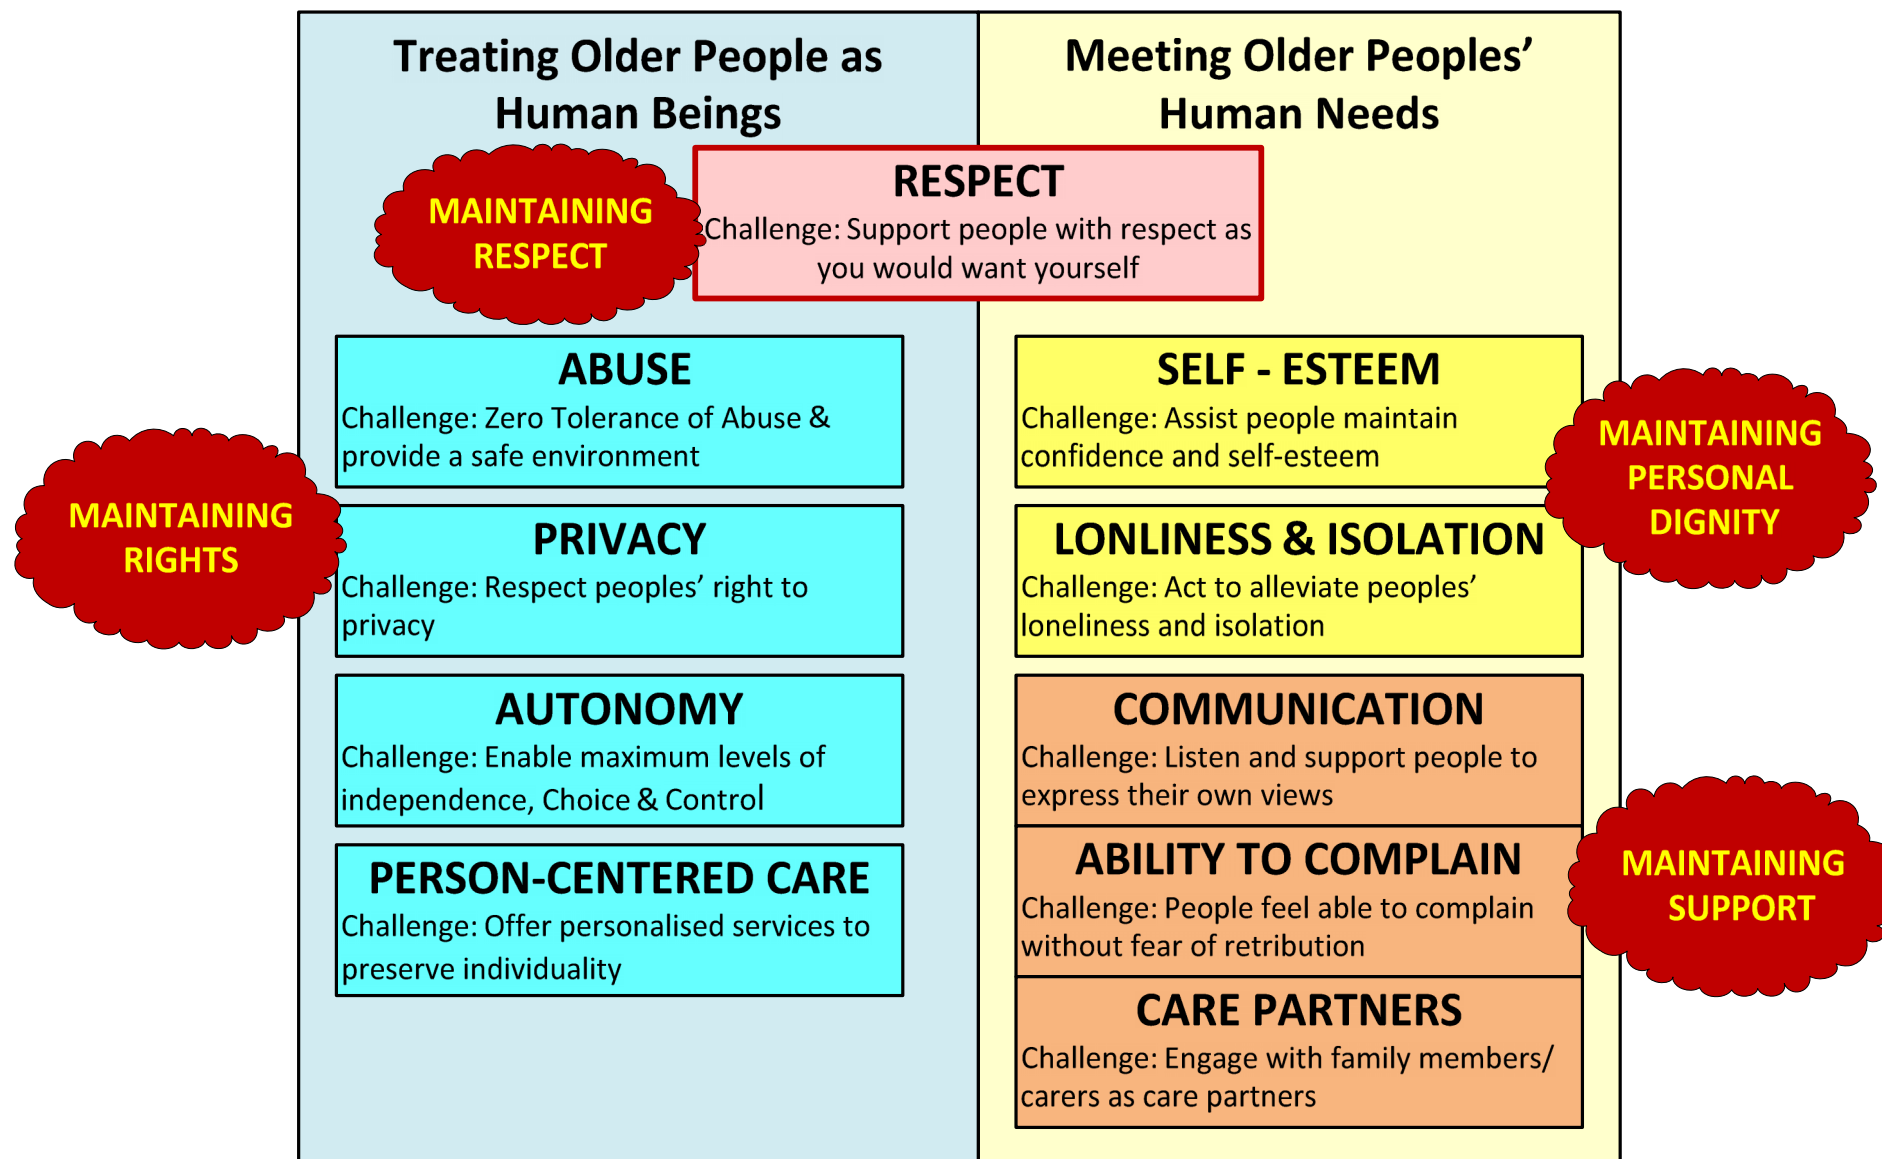 Treating Older People as
Human Beings
Meeting Older Peoples’
Human Needs
MAINTAINING
RESPECT
RESPECT
Challenge: Support people with respect as
you would want yourself
MAINTAINING
RIGHTS
ABUSE
Challenge: Zero Tolerance of Abuse &
provide a safe environment
PRIVACY
Challenge: Respect peoples’ right to
privacy
AUTONOMY
Challenge: Enable maximum levels of
independence, Choice & Control
PERSON-CENTERED CARE
Challenge: Offer personalised services to
preserve individuality
SELF - ESTEEM
Challenge: Assist people maintain
confidence and self-esteem
LONLINESS & ISOLATION
Challenge: Act to alleviate peoples’
loneliness and isolation
MAINTAINING
PERSONAL
DIGNITY
COMMUNICATION
Challenge: Listen and support people to
express their own views
ABILITY TO COMPLAIN
Challenge: People feel able to complain
without fear of retribution
CARE PARTNERS
Challenge: Engage with family members/
carers as care partners
MAINTAINING
SUPPORT